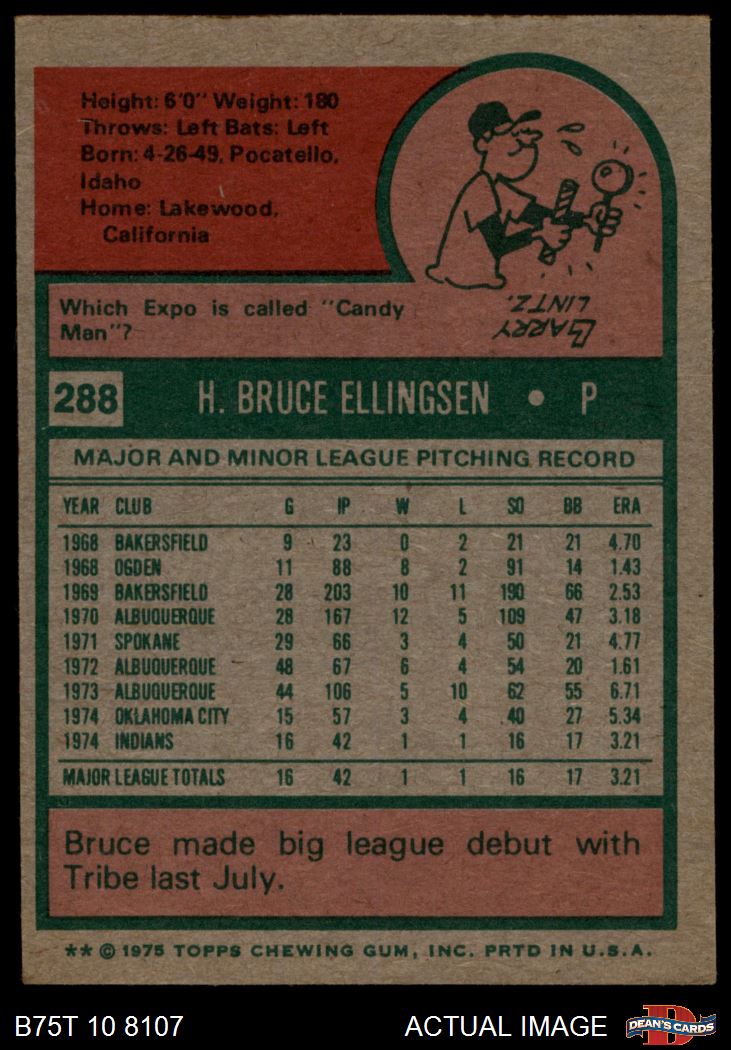 Height: 6'0" Weight: 180
Throws: Left Bats: Left
Born: 4-26-49, Pocatello,
Idaho
Home: Lakewood,
California
Which Expo is called "Candy
Man"?
BARRY
LINTZ.
288 H. BRUCE ELLINGSEN • P
MAJOR AND MINOR LEAGUE PITCHING RECORD
YEAR CLUB G IP W L SO BB ERA
1968 BAKERSFIELD 9 23 0 2 21 21 4.70
1968 OGDEN 11 88 8 2 91 14 1.43
1969 BAKERSFIELD 28 203 10 11 190 66 2.53
1970 ALBUQUERQUE 28 167 12 5 109 47 3.18
1971 SPOKANE 29 66 3 4 50 21 4.77
1972 ALBUQUERQUE 48 67 6 4 54 20 1.61
1973 ALBUQUERQUE 44 106 5 10 62 55 6.71
1974 OKLAHOMA CITY 15 57 3 4 40 27 5.34
1974 INDIANS 16 42 1 1 16 17 3.21
MAJOR LEAGUE TOTALS 16 42 1 1 16 17 3.21
Bruce made big league debut with
Tribe last July.
** © 1975 TOPPS CHEWING GUM, INC. PRTD IN U.S.A.
B75T 10 8107 ACTUAL IMAGE DEAN'S CARDS